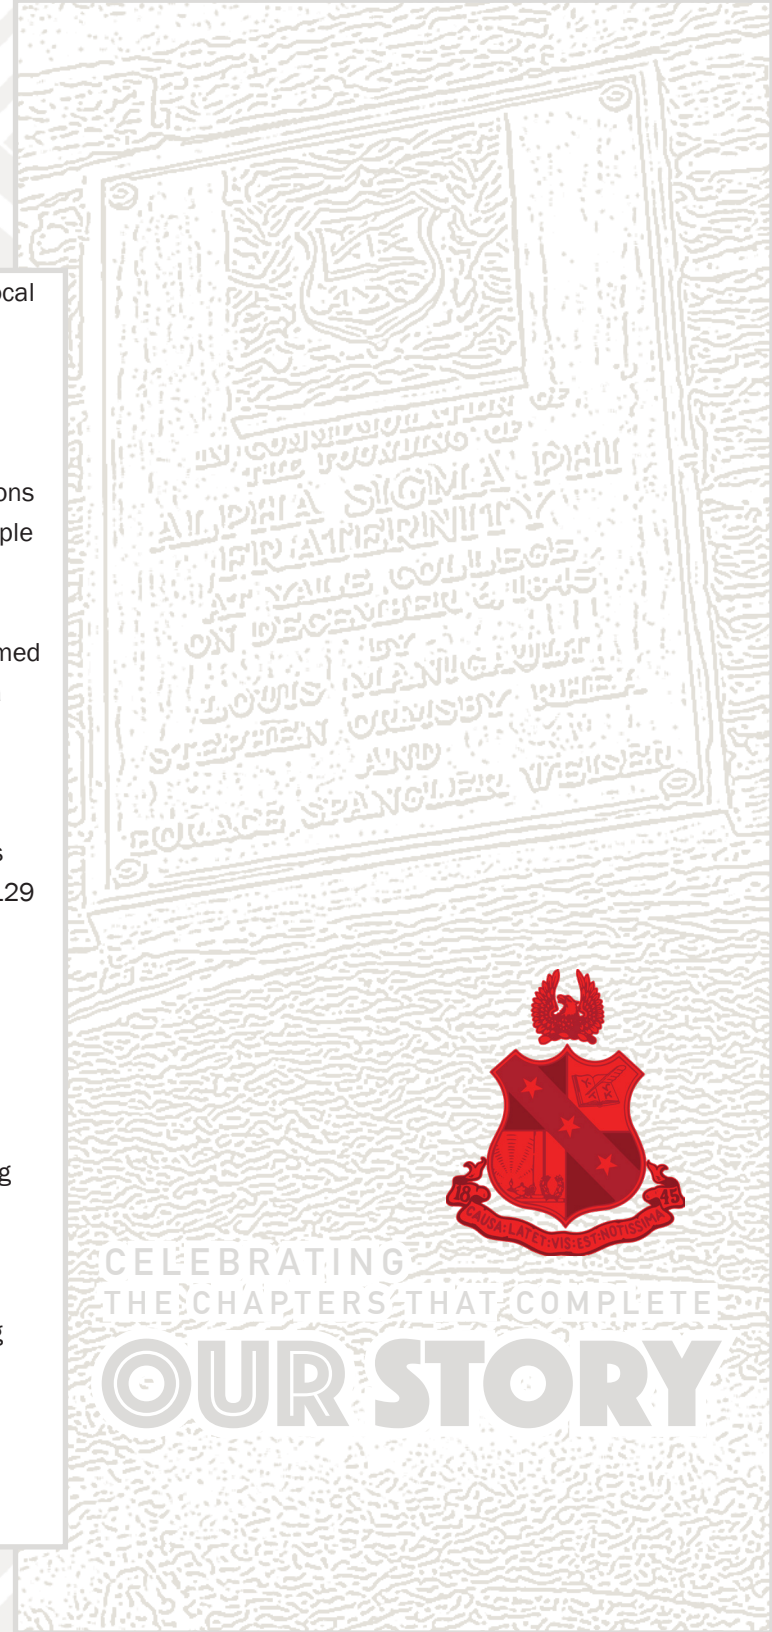 ocal
ons
ple
med
s
.29
g
g
IN COMMEMORATION OF
THE FOUNDING OF
ALPHA SIGMA PHI
FRATERNITY
AT YALE COLLEGE
ON DECEMBER 6, 1845
BY
LOUIS MANIGAULT
STEPHEN ORMSBY RHEA
AND
HORACE SPANGLER WEISER
18 45
CAUSA:LATET:VIS:EST:NOTISSIMA
CELEBRATING
THE CHAPTERS THAT COMPLETE
OUR STORY